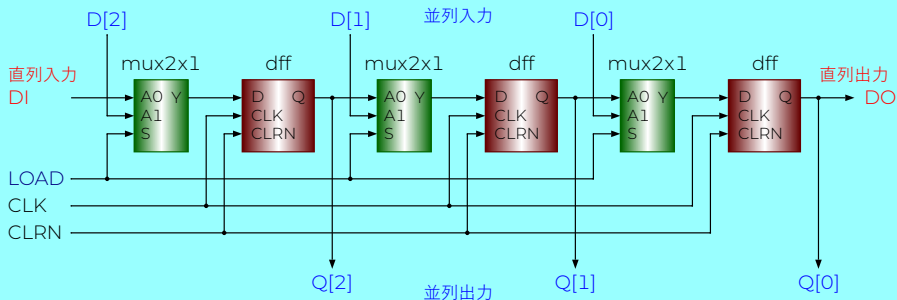 D[2] D[1] 並列入力 D[0]
mux2x1 dff mux2x1 dff mux2x1 dff
直列入力 直列出力
DI A0 Y D Q A0 Y D Q A0 Y D Q DO
A1 CLK A1 CLK A1 CLK
S CLRN S CLRN S CLRN
LOAD
CLK
CLRN
Q[2] Q[1] Q[0]
並列出力